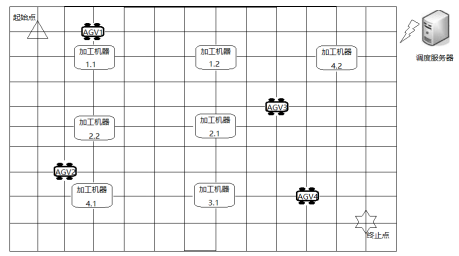 起始点
AGV1
加工机器
1.1
加工机器
1.2
加工机器
4.2
调度服务器
AGV3
加工机器
2.2
加工机器
2.1
AGV2
加工机器
4.1
加工机器
3.1
AGV4
终止点